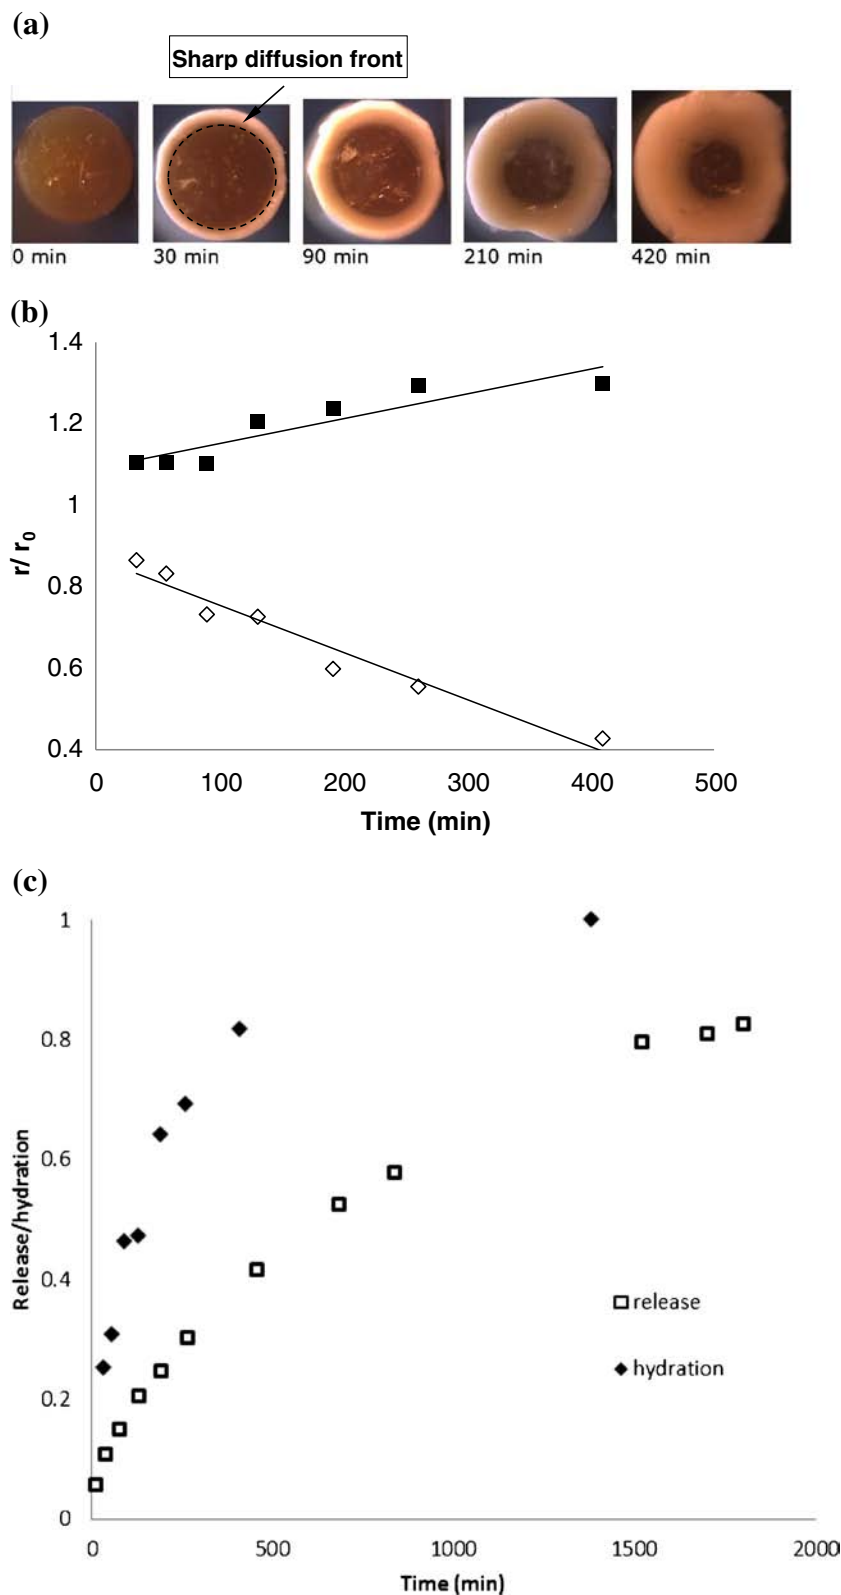 (a)
Sharp diffusion front
0 min
30 min
90 min
210 min
420 min
(b)
1.4
1.2
1
0.8
0.6
0.4
r/ r0
0
100
200
300
400
500
Time (min)
(c)
1
0.8
0.6
0.4
0.2
0
Release/hydration
release
hydration
0
500
1000
1500
2000
Time (min)